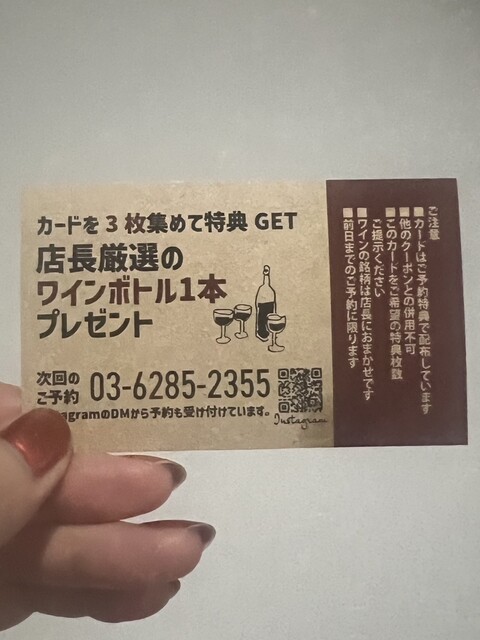 カードを3枚集めて特典GET
店長厳選の
ワインボトル1本
プレゼント
次回の
ご予約 03-6285-2355
agramのDMから予約も受け付けています。
Instagram
ご注意
■カードはご予約特典で配布しています
■他のクーポンとの併用不可
■このカードをご希望の特典枚数
ご提示ください
■ワインの銘柄は店長におまかせです
■前日までのご予約に限ります